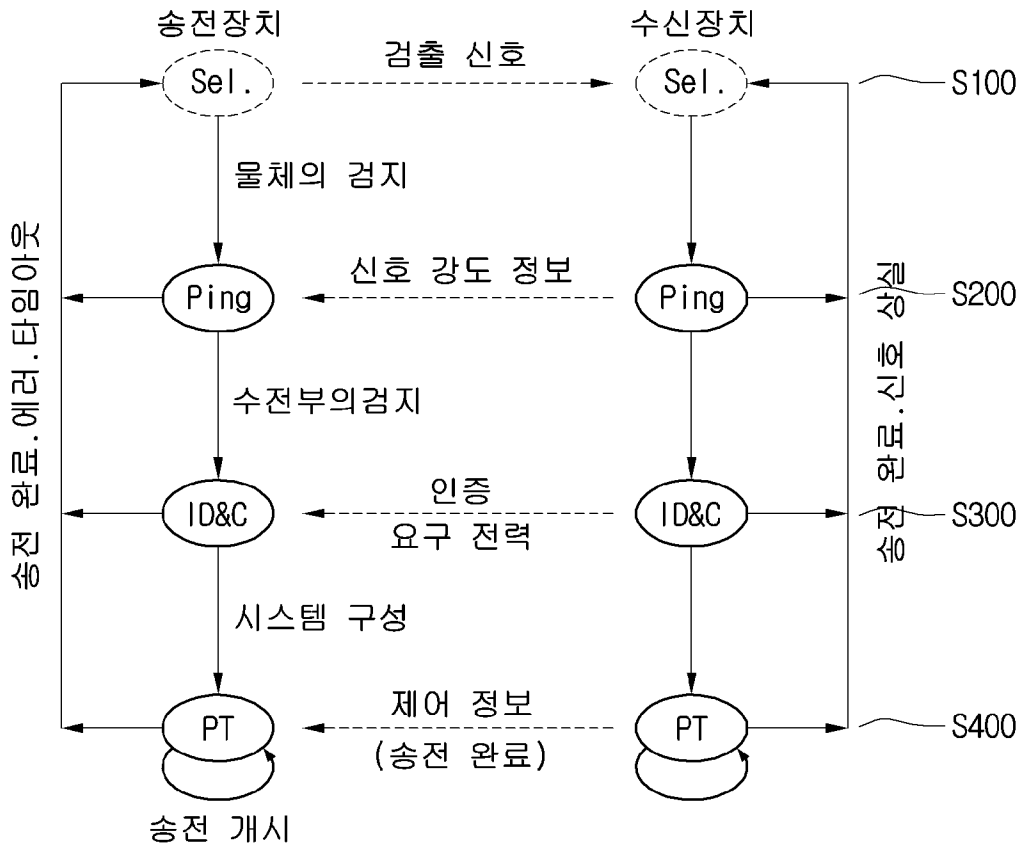 송전장치
수신장치
Sel.
검출 신호
Sel.
S100
물체의 검지
송전 완료.에러.타임아웃
Ping
신호 강도 정보
Ping
S200
송전 완료.신호 상실
수전부의검지
ID&C
인증
요구 전력
ID&C
S300
시스템 구성
PT
제어 정보
(송전 완료)
PT
S400
송전 개시